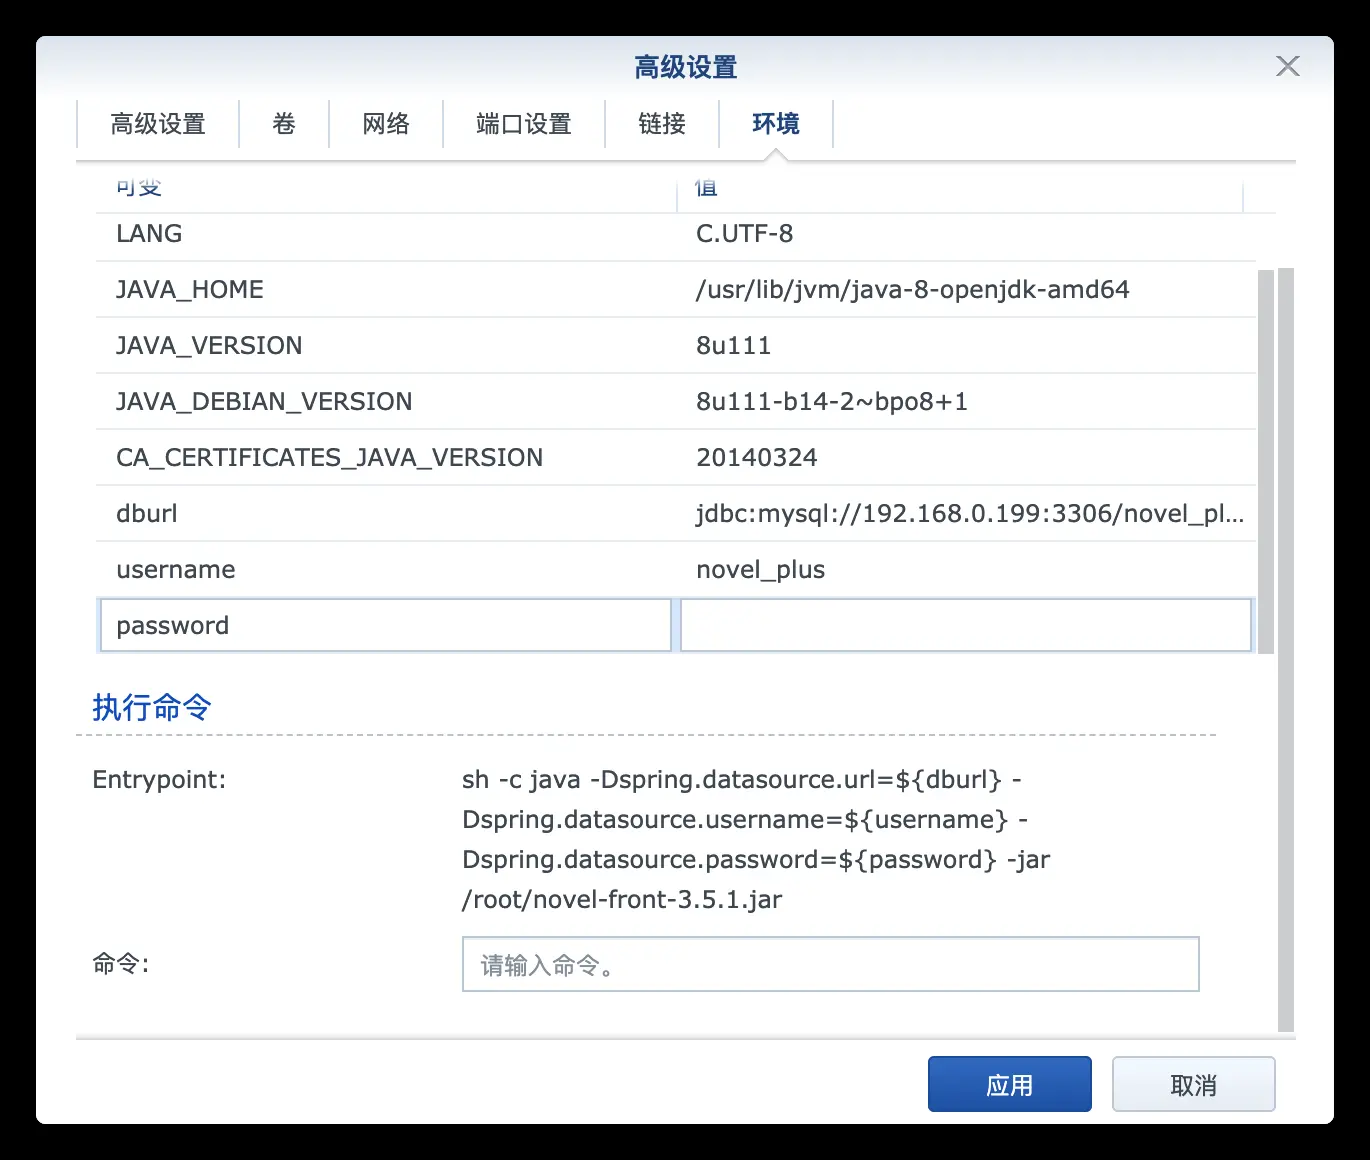 高级设置
高级设置 卷 网络 端口设置 链接 环境
可变 值
LANG C.UTF-8
JAVA_HOME /usr/lib/jvm/java-8-openjdk-amd64
JAVA_VERSION 8u111
JAVA_DEBIAN_VERSION 8u111-b14-2~bpo8+1
CA_CERTIFICATES_JAVA_VERSION 20140324
dburl jdbc:mysql://192.168.0.199:3306/novel_pl...
username novel_plus
password
执行命令
Entrypoint: sh -c java -Dspring.datasource.url=${dburl} -
Dspring.datasource.username=${username} -
Dspring.datasource.password=${password} -jar
/root/novel-front-3.5.1.jar
命令: 请输入命令。
应用 取消